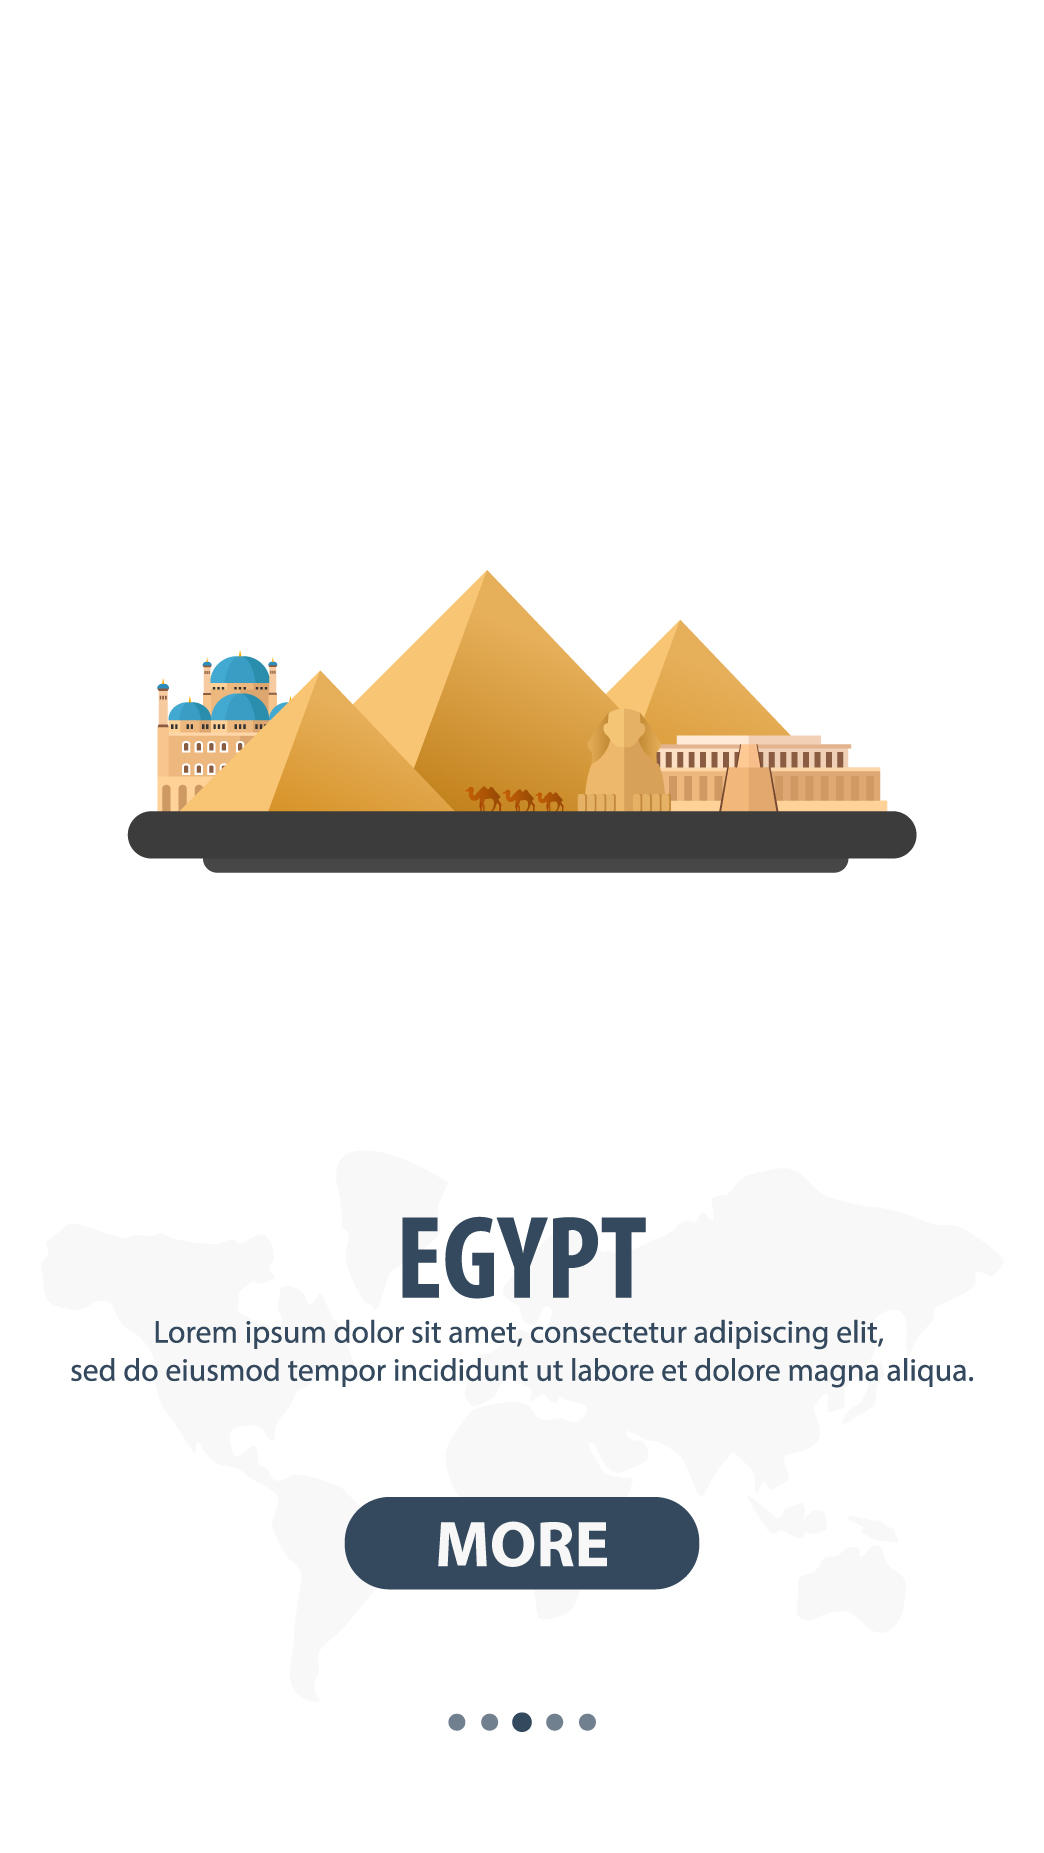 EGYPT
Lorem ipsum dolor sit amet, consectetur adipiscing elit,
sed do eiusmod tempor incididunt ut labore et dolore magna aliqua.
MORE